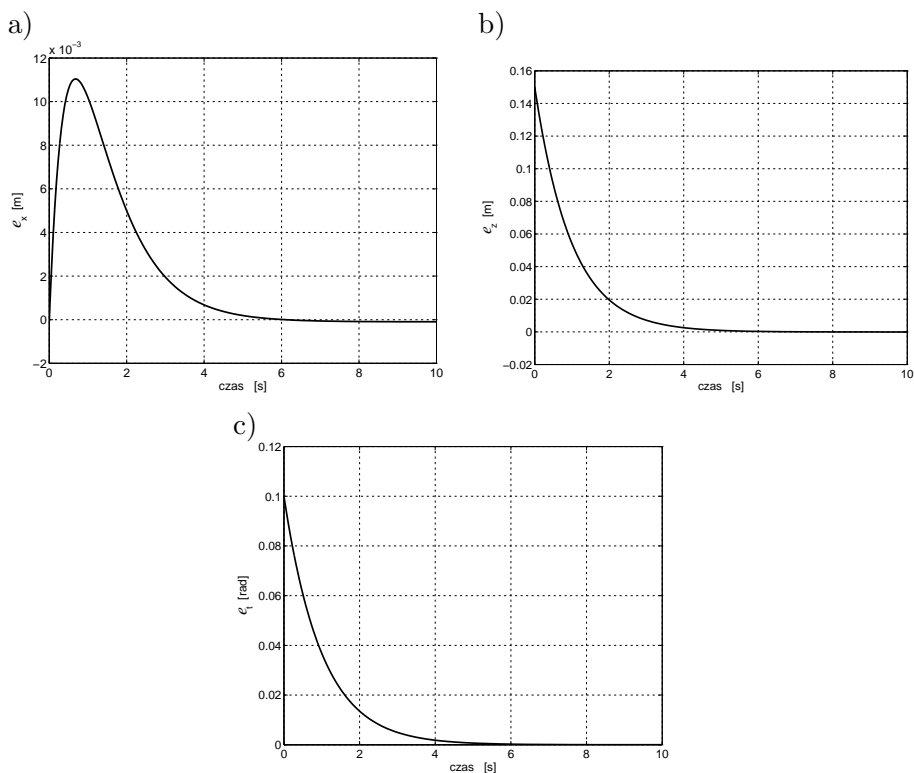 a)
x 10⁻³
12
10
8
6
4
2
0
−2
0 2 4 6 8 10
e_x [m]
czas [s]
b)
0.16
0.14
0.12
0.1
0.08
0.06
0.04
0.02
0
−0.02
0 2 4 6 8 10
e_z [m]
czas [s]
c)
0.12
0.1
0.08
0.06
0.04
0.02
0
0 2 4 6 8 10
e_t [rad]
czas [s]